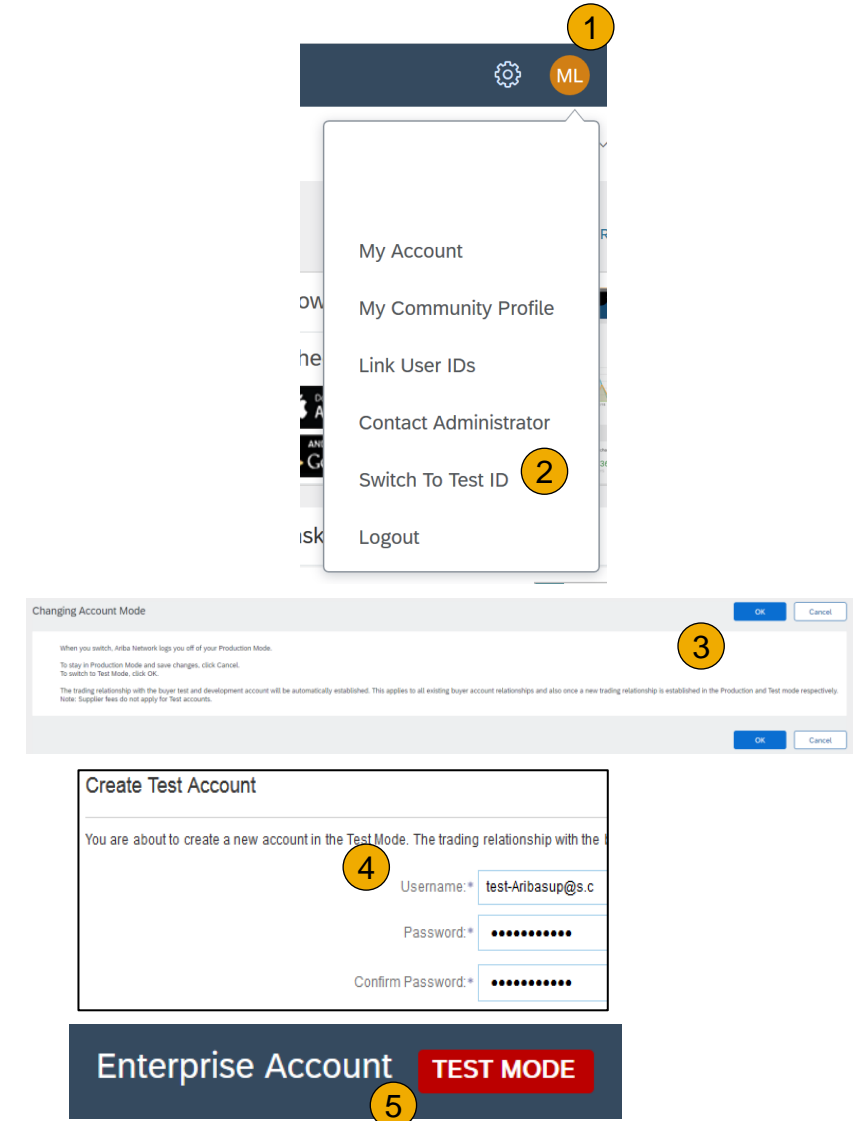 1
ML
My Account
ow
My Community Profile
he
Link User IDs
Contact Administrator
Switch To Test ID
2
ask
Logout
Changing Account Mode
OK
Cancel
When you switch, Ariba Network logs you off of your Production Mode.
3
To stay in Production Mode and save changes, click Cancel.
To switch to Test Mode, click OK.
The trading relationship with the buyer test and development account will be automatically established. This applies to all existing buyer account relationships and also once a new trading relationship is established in the Production and Test mode respectively.
Note: Supplier fees do not apply for Test accounts.
OK
Cancel
Create Test Account
You are about to create a new account in the Test Mode. The trading relationship with the
4
Username:* test-Aribasup@s.c
Password:* •••••••••••
Confirm Password:* •••••••••••
Enterprise Account TEST MODE
5